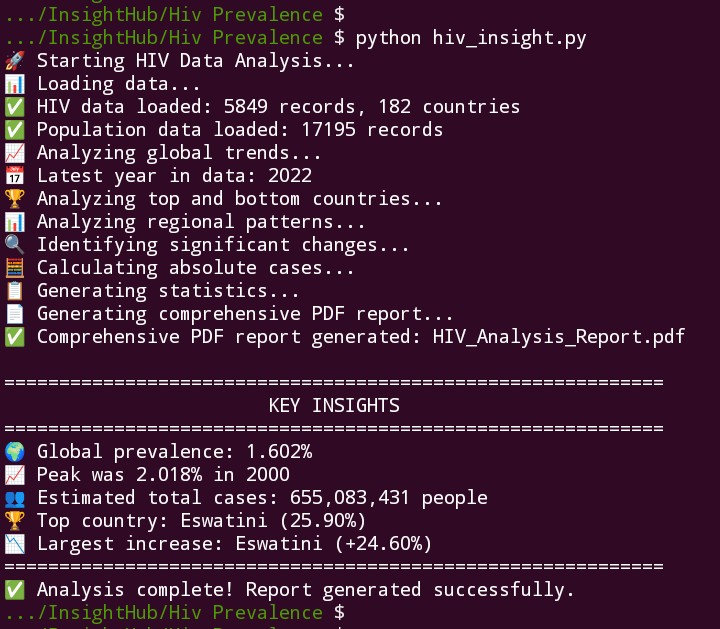 .../InsightHub/Hiv Prevalence $
.../InsightHub/Hiv Prevalence $ python hiv_insight.py
🚀 Starting HIV Data Analysis...
📊 Loading data...
✅ HIV data loaded: 5849 records, 182 countries
✅ Population data loaded: 17195 records
📈 Analyzing global trends...
📅 Latest year in data: 2022
🏆 Analyzing top and bottom countries...
📊 Analyzing regional patterns...
🔍 Identifying significant changes...
🧮 Calculating absolute cases...
📋 Generating statistics...
📄 Generating comprehensive PDF report...
✅ Comprehensive PDF report generated: HIV_Analysis_Report.pdf
============================================================
KEY INSIGHTS
============================================================
🌍 Global prevalence: 1.602%
📈 Peak was 2.018% in 2000
👥 Estimated total cases: 655,083,431 people
🏆 Top country: Eswatini (25.90%)
📉 Largest increase: Eswatini (+24.60%)
============================================================
✅ Analysis complete! Report generated successfully.
.../InsightHub/Hiv Prevalence $